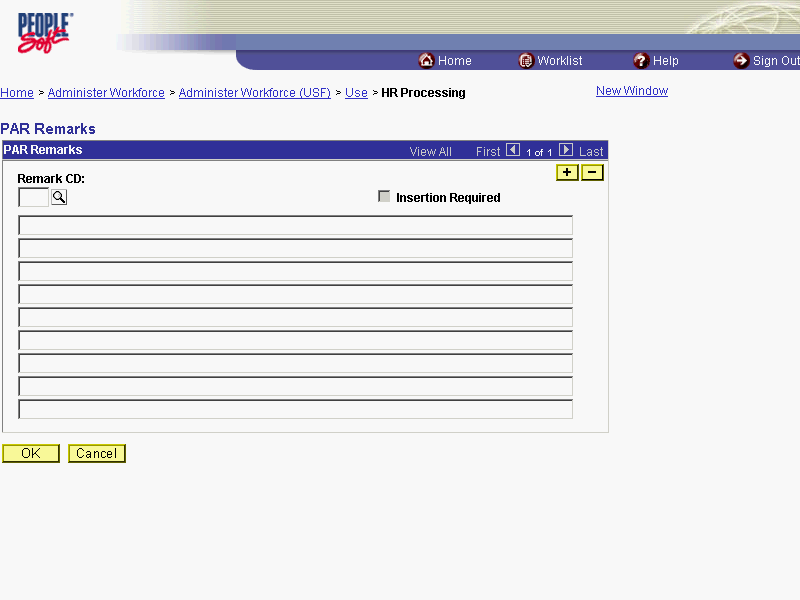 PEOPLE
Soft
Home Worklist Help Sign Out
Home > Administer Workforce > Administer Workforce (USF) > Use > HR Processing New Window
PAR Remarks
PAR Remarks View All First 1 of 1 Last
+ −
Remark CD:
Insertion Required
OK Cancel